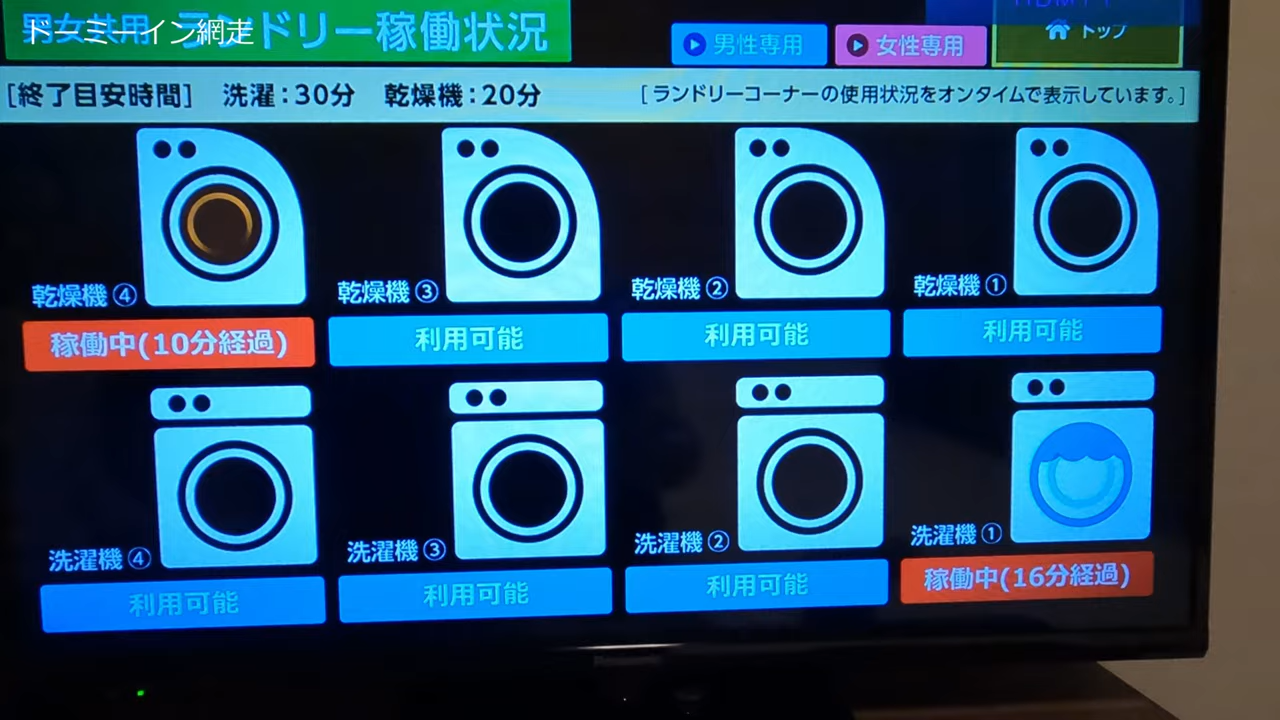 男女共用 ランドリー稼働状況
ドーミーイン網走
男性専用
女性専用
トップ
[終了目安時間] 洗濯:30分 乾燥機:20分
[ランドリーコーナーの使用状況をオンタイムで表示しています。]
乾燥機④
乾燥機③
乾燥機②
乾燥機①
稼働中(10分経過)
利用可能
利用可能
利用可能
洗濯機④
洗濯機③
洗濯機②
洗濯機①
利用可能
利用可能
利用可能
稼働中(16分経過)